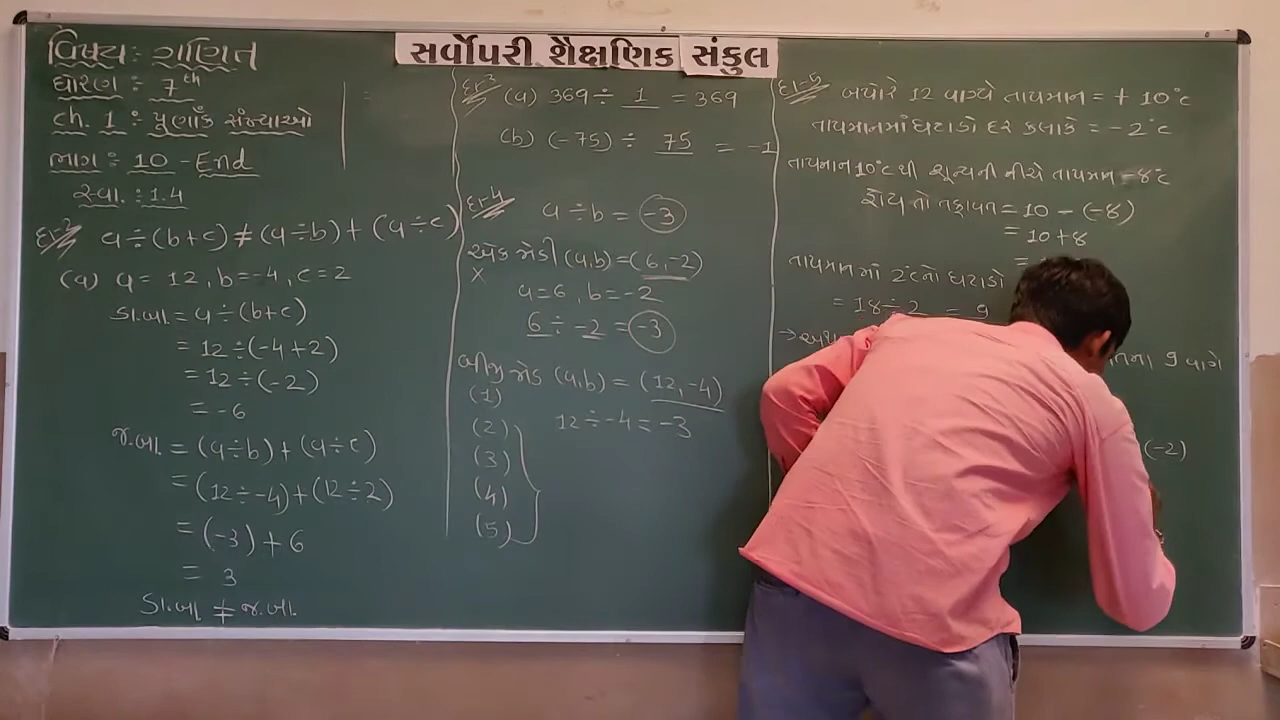 સર્વોપરી શૈક્ષણિક સંકુલ
વિષય : ગણિત
ધોરણ : 7th
ch. 1 : પૂર્ણાંક સંખ્યાઓ
ભાગ : 10 - End
સ્વા. : 1.4
દા-2 a ÷ (b+c) ≠ (a÷b) + (a÷c)
(a) a = 12, b=-4, c=2
ડા.બા = a ÷ (b+c)
= 12 ÷ (-4+2)
= 12 ÷ (-2)
= -6
જ.બા = (a÷b) + (a÷c)
= (12 ÷ -4) + (12 ÷ 2)
= (-3) + 6
= 3
ડા.બા ≠ જ.બા.
દા-3 (a) 369 ÷ 1 = 369
(b) (-75) ÷ 75 = -1
દા-4 a ÷ b = -3
એક જોડી (a,b) = (6,-2)
a=6, b=-2
6 ÷ -2 = -3
બીજી જોડ (a,b) = (12,-4)
(1)
12 ÷ -4 = -3
(2)
(3)
(4)
(5)
દા-5 બપોરે 12 વાગ્યે તાપમાન = + 10°c
તાપમાનમાં ઘટાડો દર કલાકે = -2°c
તાપમાન 10°c થી શૂન્યની નીચે તાપમાન -8°c
હોય તો તફાવત = 10 - (-8)
= 10+8
=
તાપમાન માં 2°c નો ઘટાડો
= 18 ÷ 2 = 9
9 વાગે
(-2)